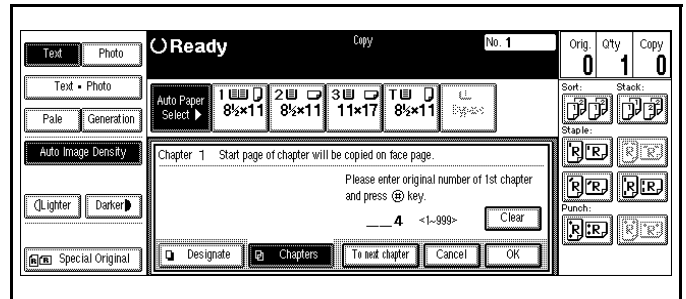 Text Photo
Text • Photo
Pale Generation
Auto Image Density
Lighter Darker
Special Original
Ready Copy No. 1
Auto Paper Select
1 8½×11
2 8½×11
3 11×17
T 8½×11
Bypass
Chapter 1 Start page of chapter will be copied on face page.
Please enter original number of 1st chapter
and press # key.
4 <1~999> Clear
Designate Chapters To next chapter Cancel OK
Orig. Q'ty Copy
0 1 0
Sort: Stack:
Staple:
Punch: